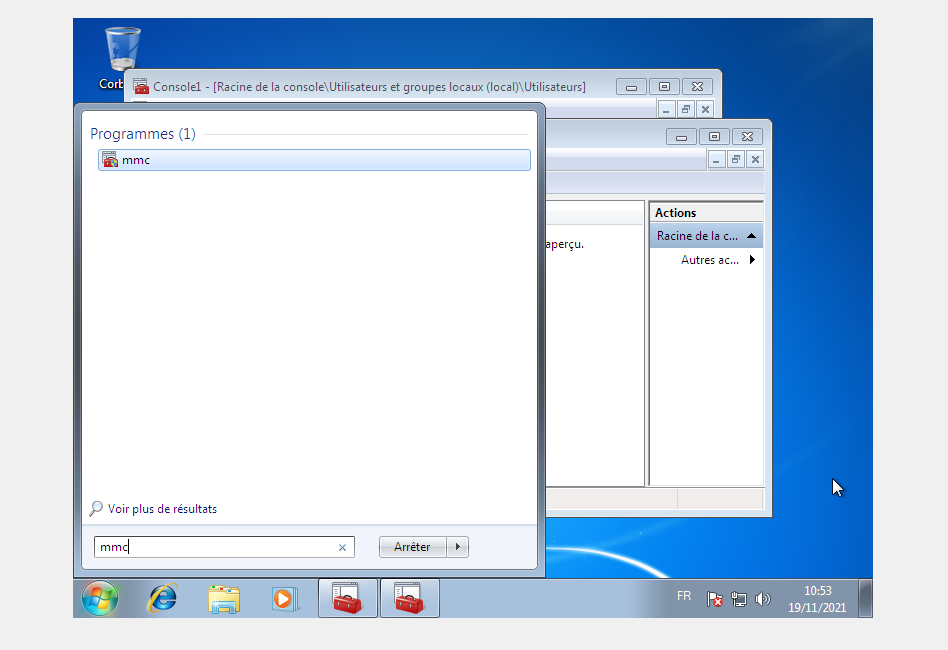 Corb
Console1 - [Racine de la console\Utilisateurs et groupes locaux (local)\Utilisateurs]
Programmes (1)
mmc
Actions
Racine de la c...
aperçu.
Autres ac...
Voir plus de résultats
mmc
Arrêter
FR
10:53
19/11/2021